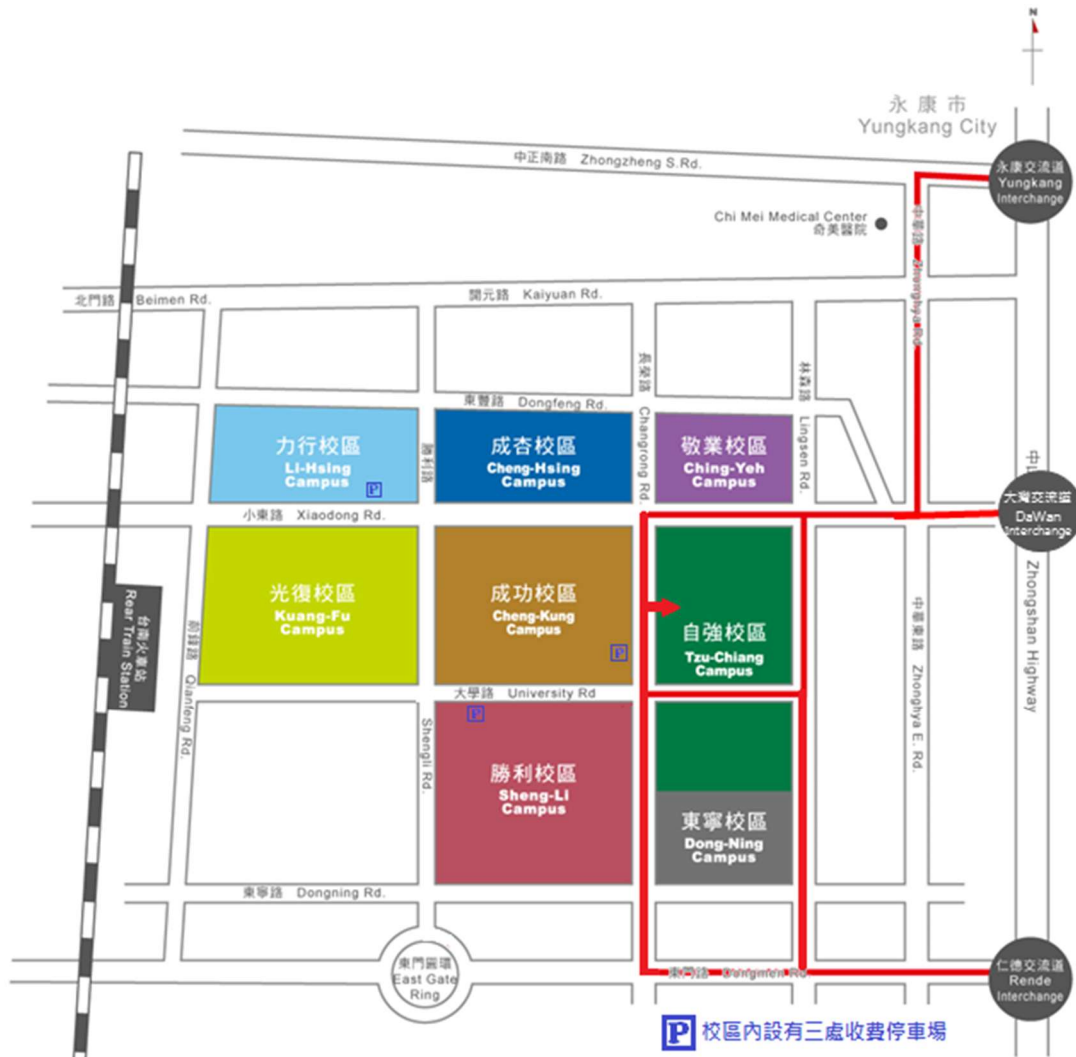 N
永康市
Yungkang City
中正南路 Zhongzheng S.Rd.
永康交流道
Yungkang
Interchange
Chi Mei Medical Center
奇美醫院
中華路 Zhonghya Rd
北門路 Beimen Rd.
開元路 Kaiyuan Rd.
長榮路 Changrong Rd.
林森路 Lingsen Rd.
東豐路 Dongfeng Rd.
力行校區
Li-Hsing
Campus
P
勝利路
成杏校區
Cheng-Hsing
Campus
敬業校區
Ching-Yeh
Campus
中山
大灣交流道
DaWan
Interchange
小東路 Xiaodong Rd.
光復校區
Kuang-Fu
Campus
成功校區
Cheng-Kung
Campus
P
自強校區
Tzu-Chiang
Campus
台南火車站
Rear Train Station
前鋒路 Qianfeng Rd.
中華東路 Zhonghya E. Rd.
Zhongshan Highway
大學路 University Rd
P
Shengli Rd.
勝利校區
Sheng-Li
Campus
東寧校區
Dong-Ning
Campus
東寧路 Dongning Rd.
東門圓環
East Gate
Ring
東門路 Dongmen Rd
仁德交流道
Rende
Interchange
P 校區內設有三處收費停車場